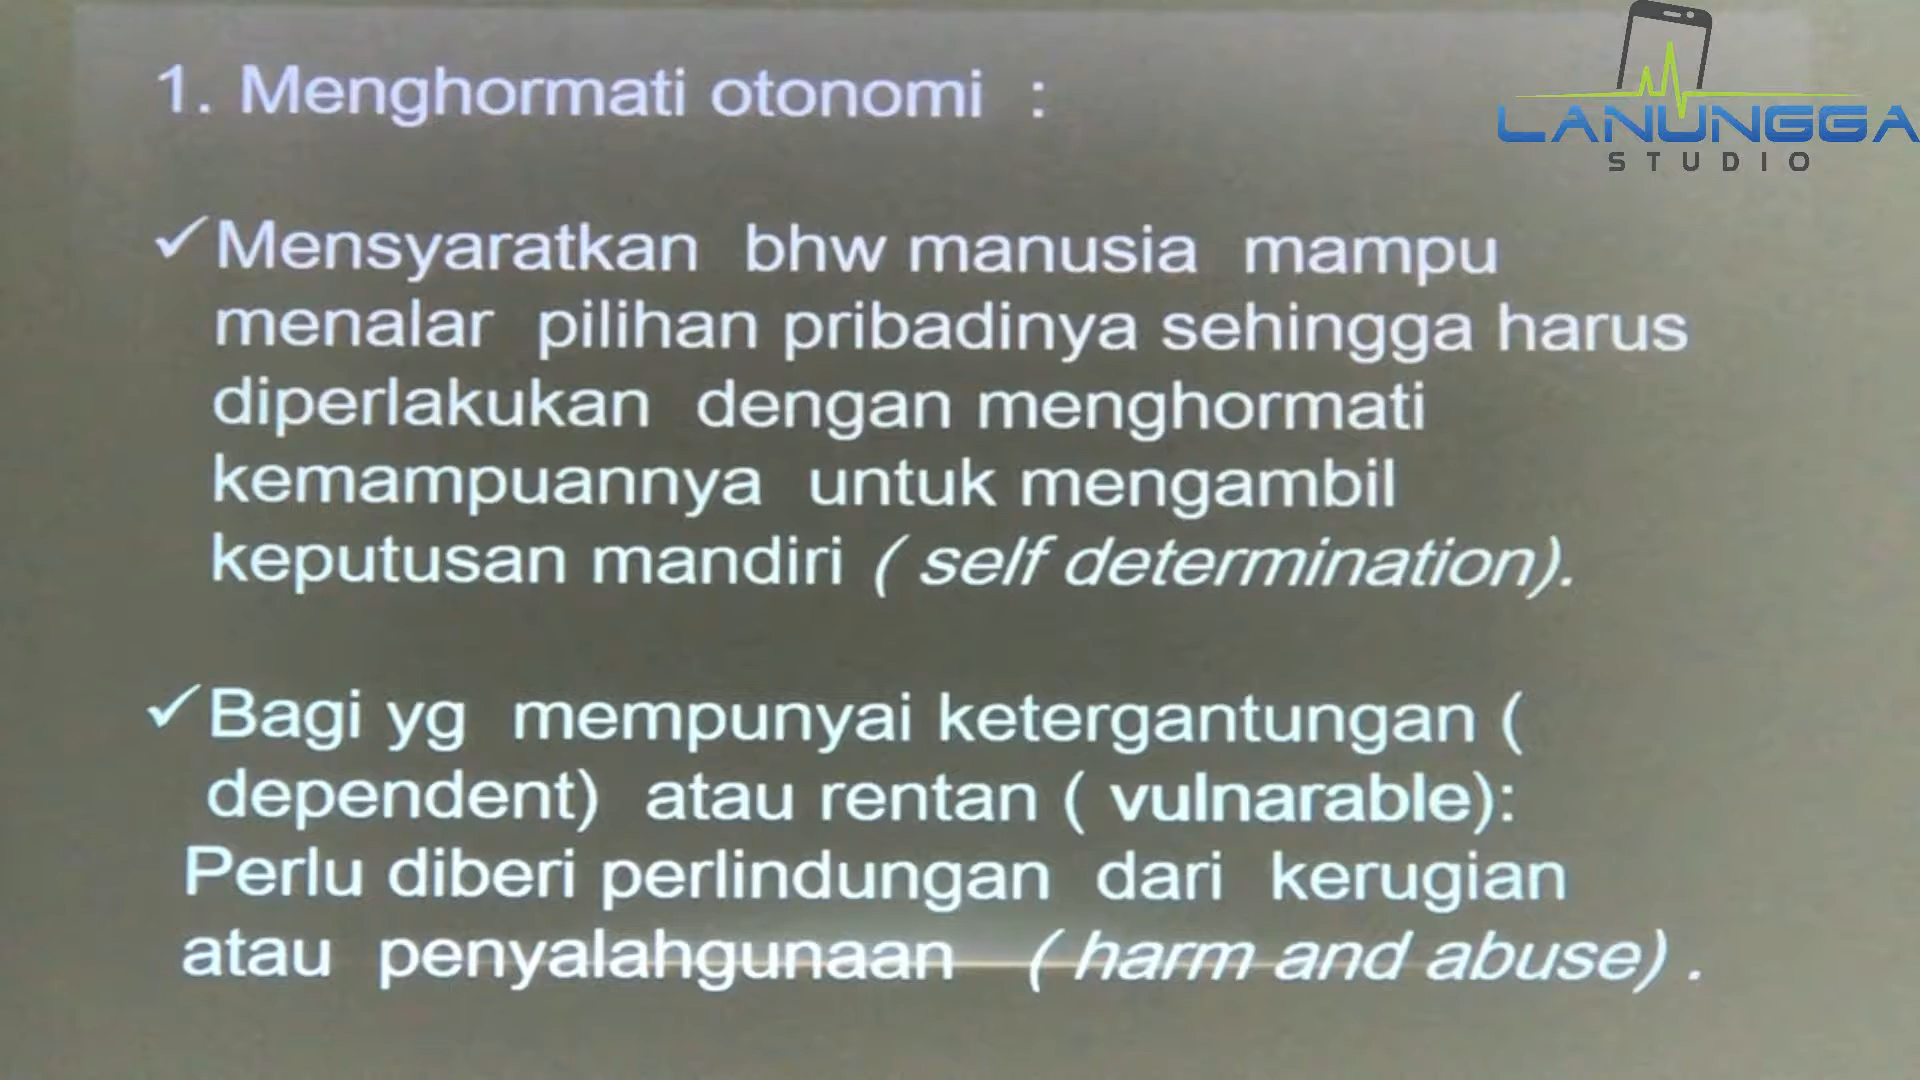 1. Menghormati otonomi :
LANUNGGA
STUDIO
✓Mensyaratkan bhw manusia mampu
menalar pilihan pribadinya sehingga harus
diperlakukan dengan menghormati
kemampuannya untuk mengambil
keputusan mandiri ( self determination).
✓Bagi yg mempunyai ketergantungan (
dependent) atau rentan ( vulnarable):
Perlu diberi perlindungan dari kerugian
atau penyalahgunaan ( harm and abuse) .